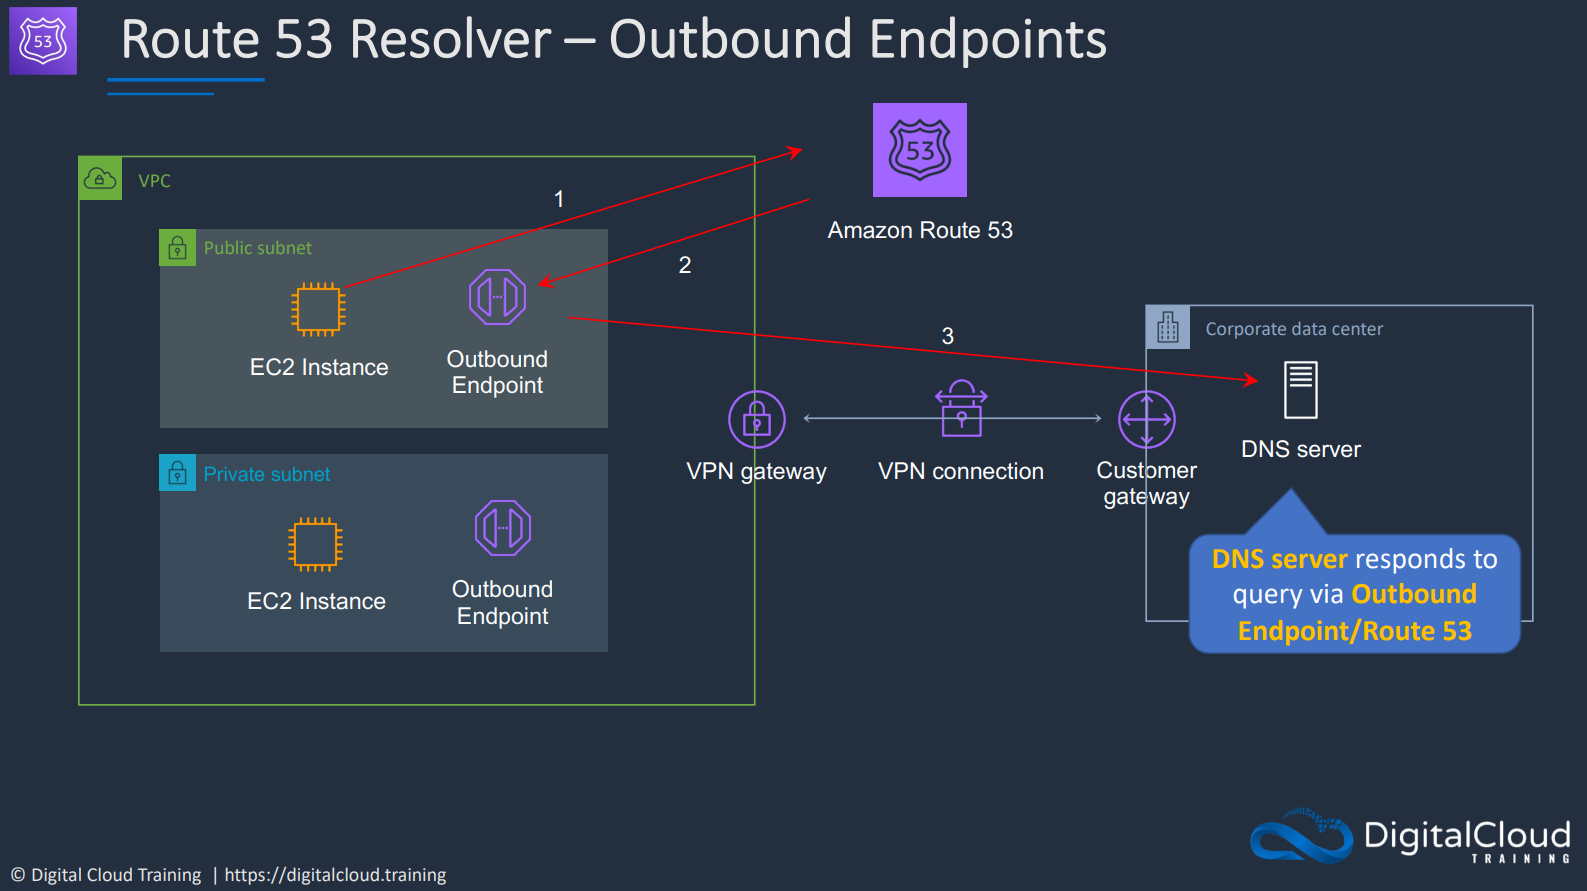 53
Route 53 Resolver – Outbound Endpoints
53
VPC
1
Amazon Route 53
Public subnet
2
EC2 Instance
Outbound
Endpoint
3
Corporate data center
DNS server
VPN gateway
VPN connection
Customer
gateway
Private subnet
EC2 Instance
Outbound
Endpoint
DNS server responds to
query via Outbound
Endpoint/Route 53
DigitalCloud
TRAINING
© Digital Cloud Training | https://digitalcloud.training